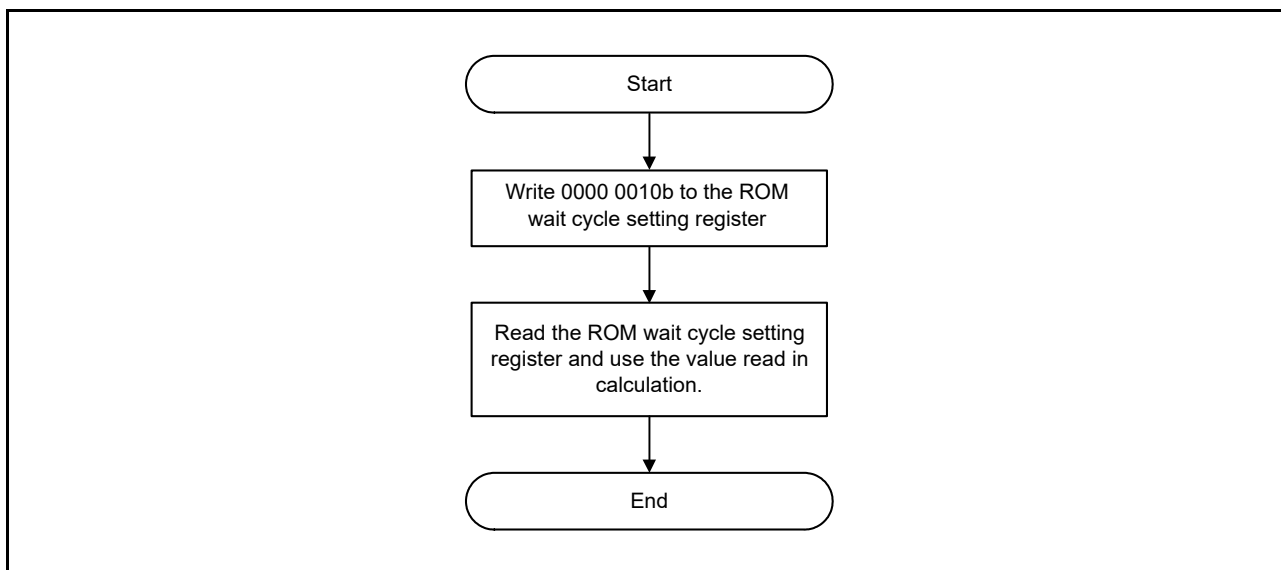 Start
Write 0000 0010b to the ROM
wait cycle setting register
Read the ROM wait cycle setting
register and use the value read in
calculation.
End